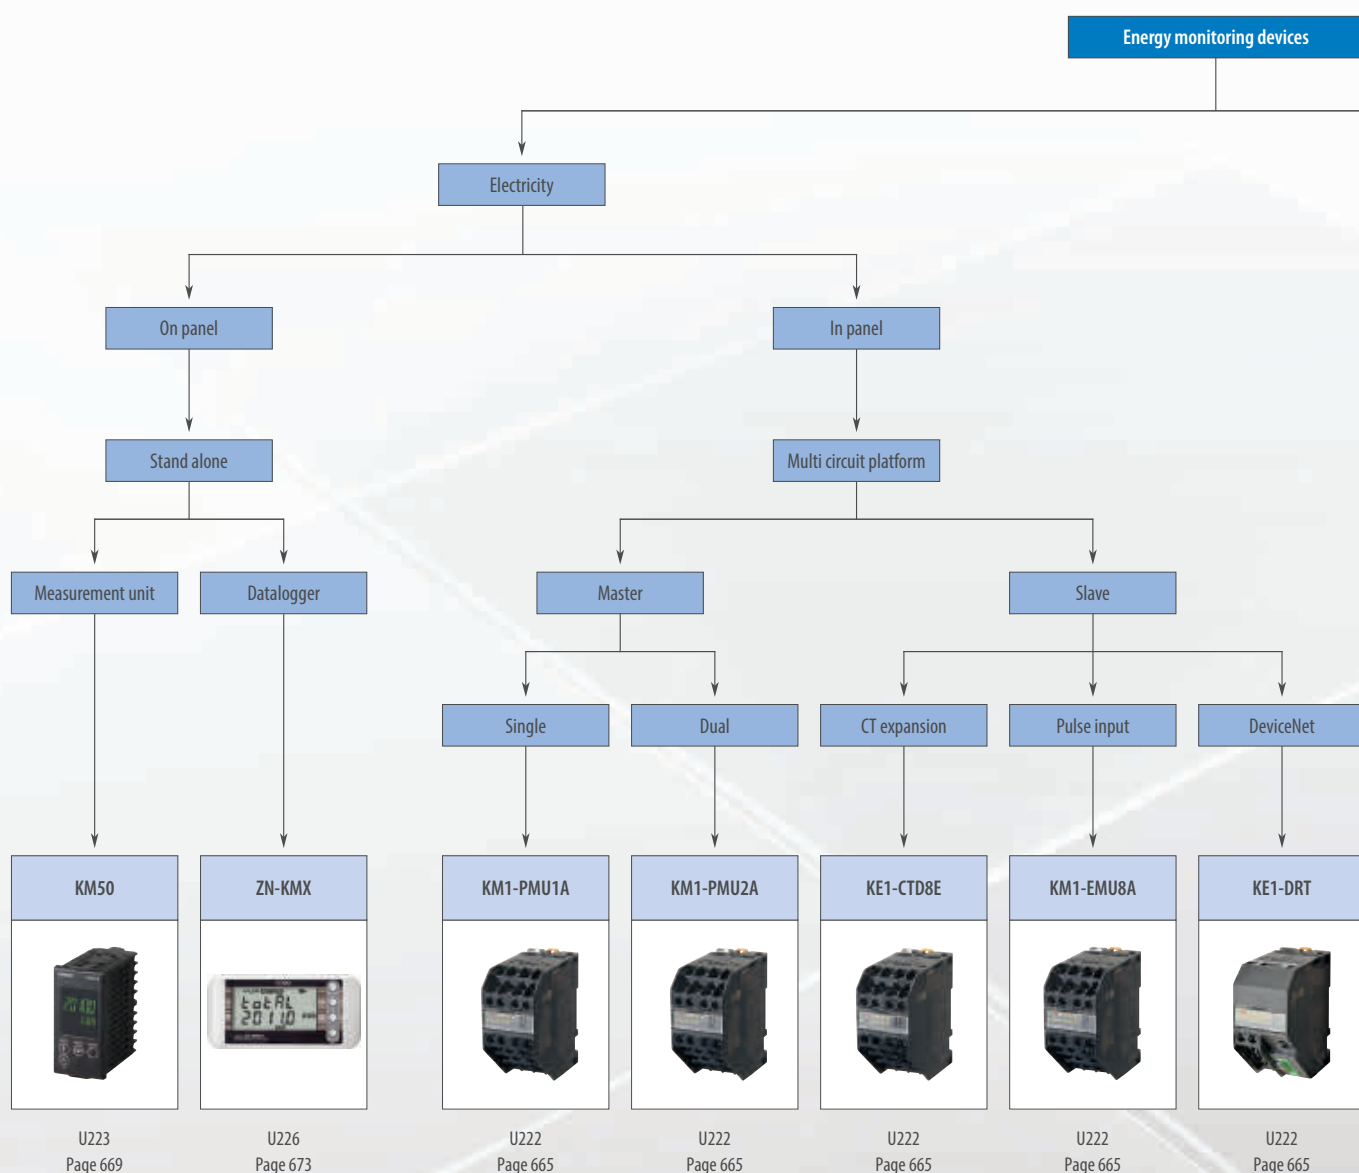 Energy monitoring devices
Electricity
On panel
In panel
Stand alone
Multi circuit platform
Measurement unit
Datalogger
Master
Slave
Single
Dual
CT expansion
Pulse input
DeviceNet
KM50
ZN-KMX
KM1-PMU1A
KM1-PMU2A
KE1-CTD8E
KM1-EMU8A
KE1-DRT
totAL
20110
U223
U226
U222
U222
U222
U222
U222
Page 669
Page 673
Page 665
Page 665
Page 665
Page 665
Page 665